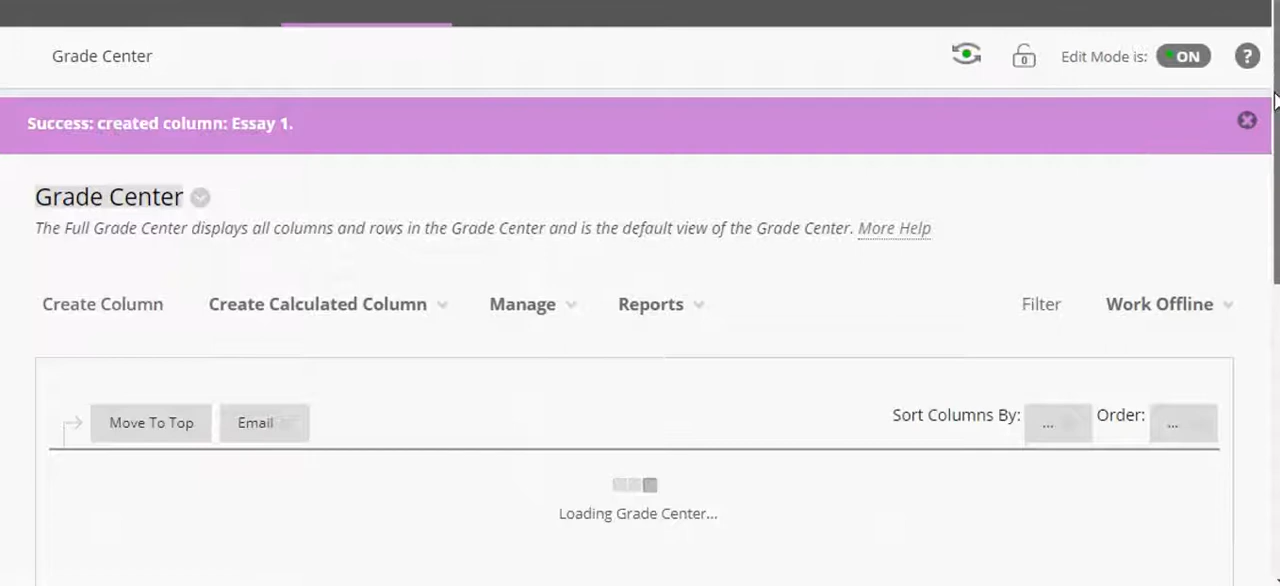 Grade Center
0
Edit Mode is: ON ?
Success: created column: Essay 1.
Grade Center
The Full Grade Center displays all columns and rows in the Grade Center and is the default view of the Grade Center. More Help
Create Column Create Calculated Column Manage Reports Filter Work Offline
Move To Top Email Sort Columns By: ... Order: ...
Loading Grade Center...